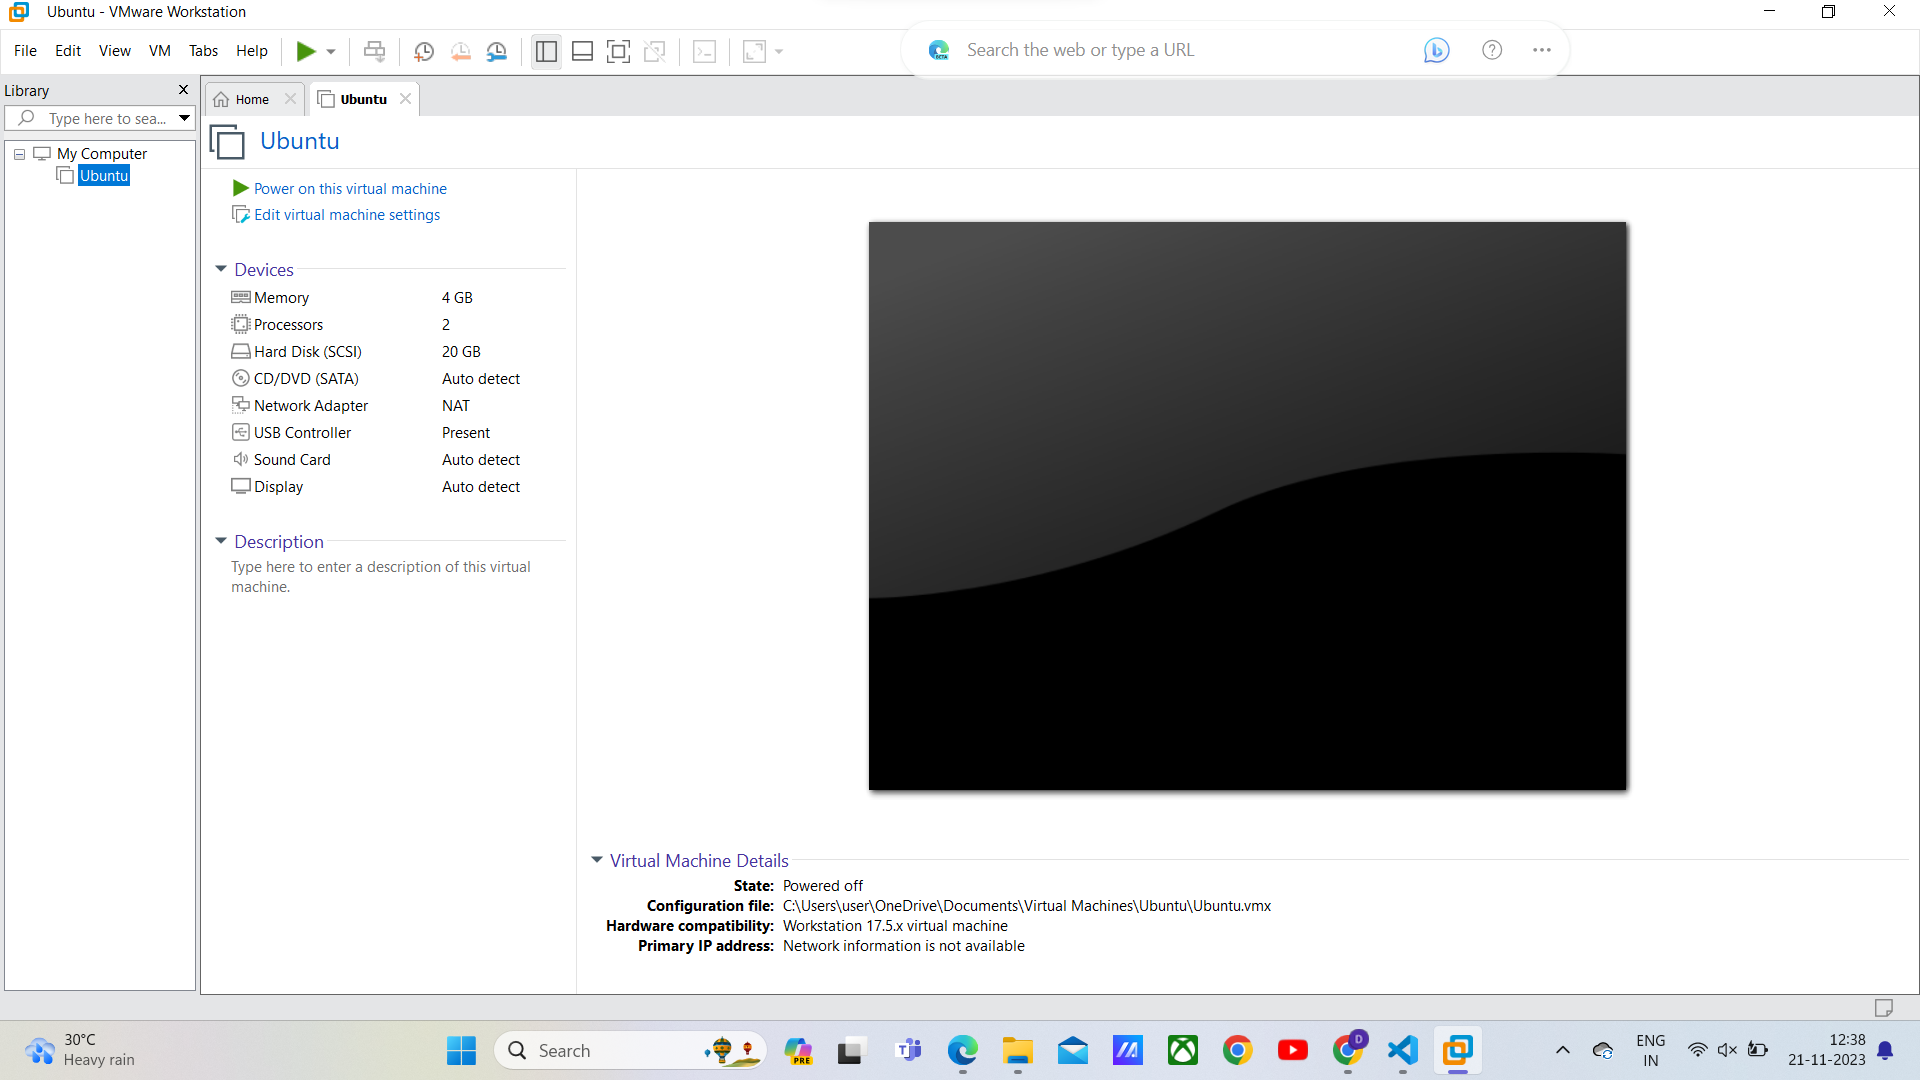 Ubuntu - VMware Workstation
File Edit View VM Tabs Help
Search the web or type a URL
Library
Type here to sea...
My Computer
Ubuntu
Home
Ubuntu
Ubuntu
Power on this virtual machine
Edit virtual machine settings
Devices
Memory 4 GB
Processors 2
Hard Disk (SCSI) 20 GB
CD/DVD (SATA) Auto detect
Network Adapter NAT
USB Controller Present
Sound Card Auto detect
Display Auto detect
Description
Type here to enter a description of this virtual
machine.
Virtual Machine Details
State: Powered off
Configuration file: C:\Users\user\OneDrive\Documents\Virtual Machines\Ubuntu\Ubuntu.vmx
Hardware compatibility: Workstation 17.5.x virtual machine
Primary IP address: Network information is not available
30°C
Heavy rain
Search
PRE
D
ENG
IN
12:38
21-11-2023